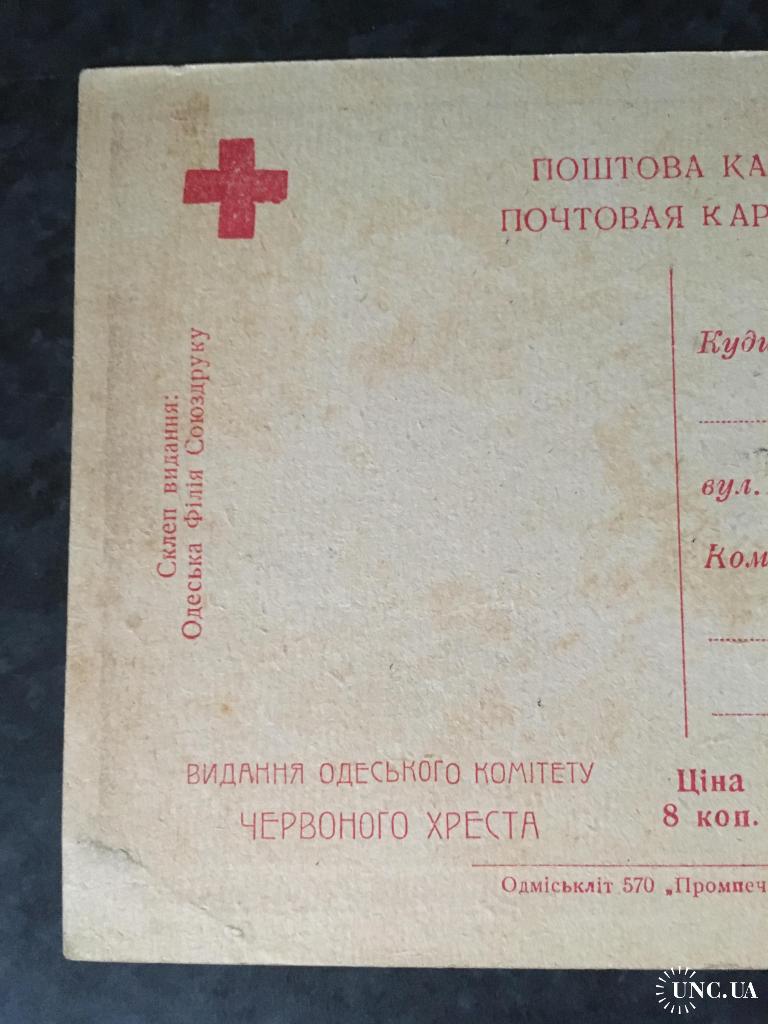 ПОШТОВА КА
ПОЧТОВАЯ КАР
Склеп видання:
Одеська Філія Союздруку
Куди
вул.
Ком
ВИДАННЯ ОДЕСЬКОГО КОМІТЕТУ
ЧЕРВОНОГО ХРЕСТА
Ціна
8 коп.
Одміськліт 570 „Промпеч
UNC.UA